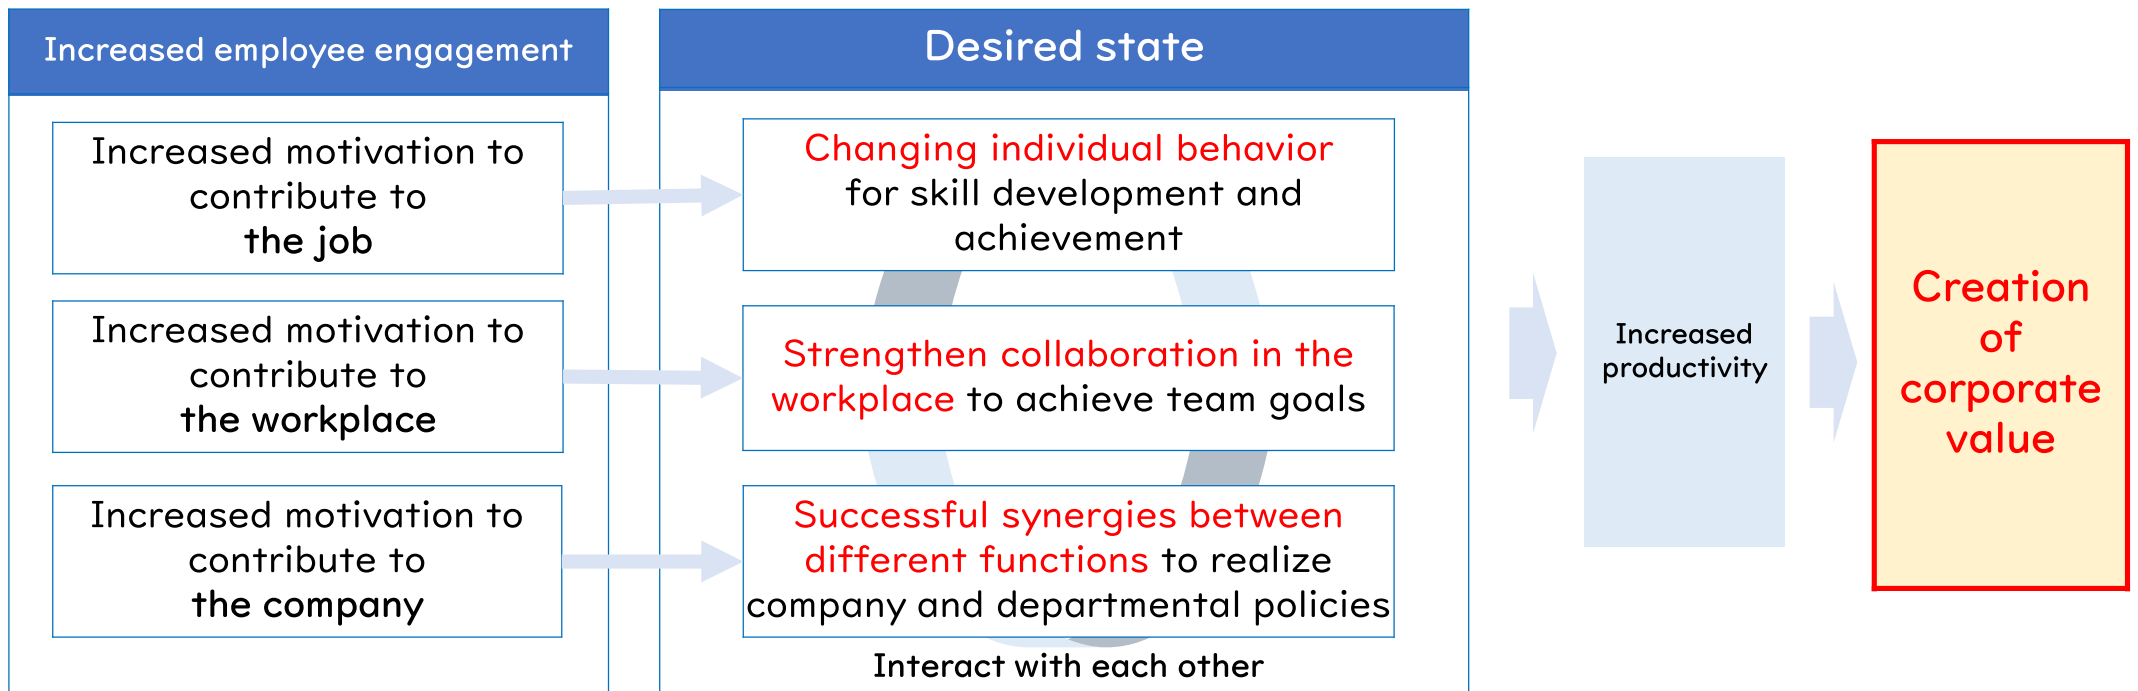 Increased employee engagement
Increased motivation to
contribute to
the job
Increased motivation to
contribute to
the workplace
Increased motivation to
contribute to
the company
Desired state
Changing individual behavior
for skill development and
achievement
Strengthen collaboration in the
workplace to achieve team goals
Successful synergies between
different functions to realize
company and departmental policies
Interact with each other
Increased
productivity
Creation
of
corporate
value